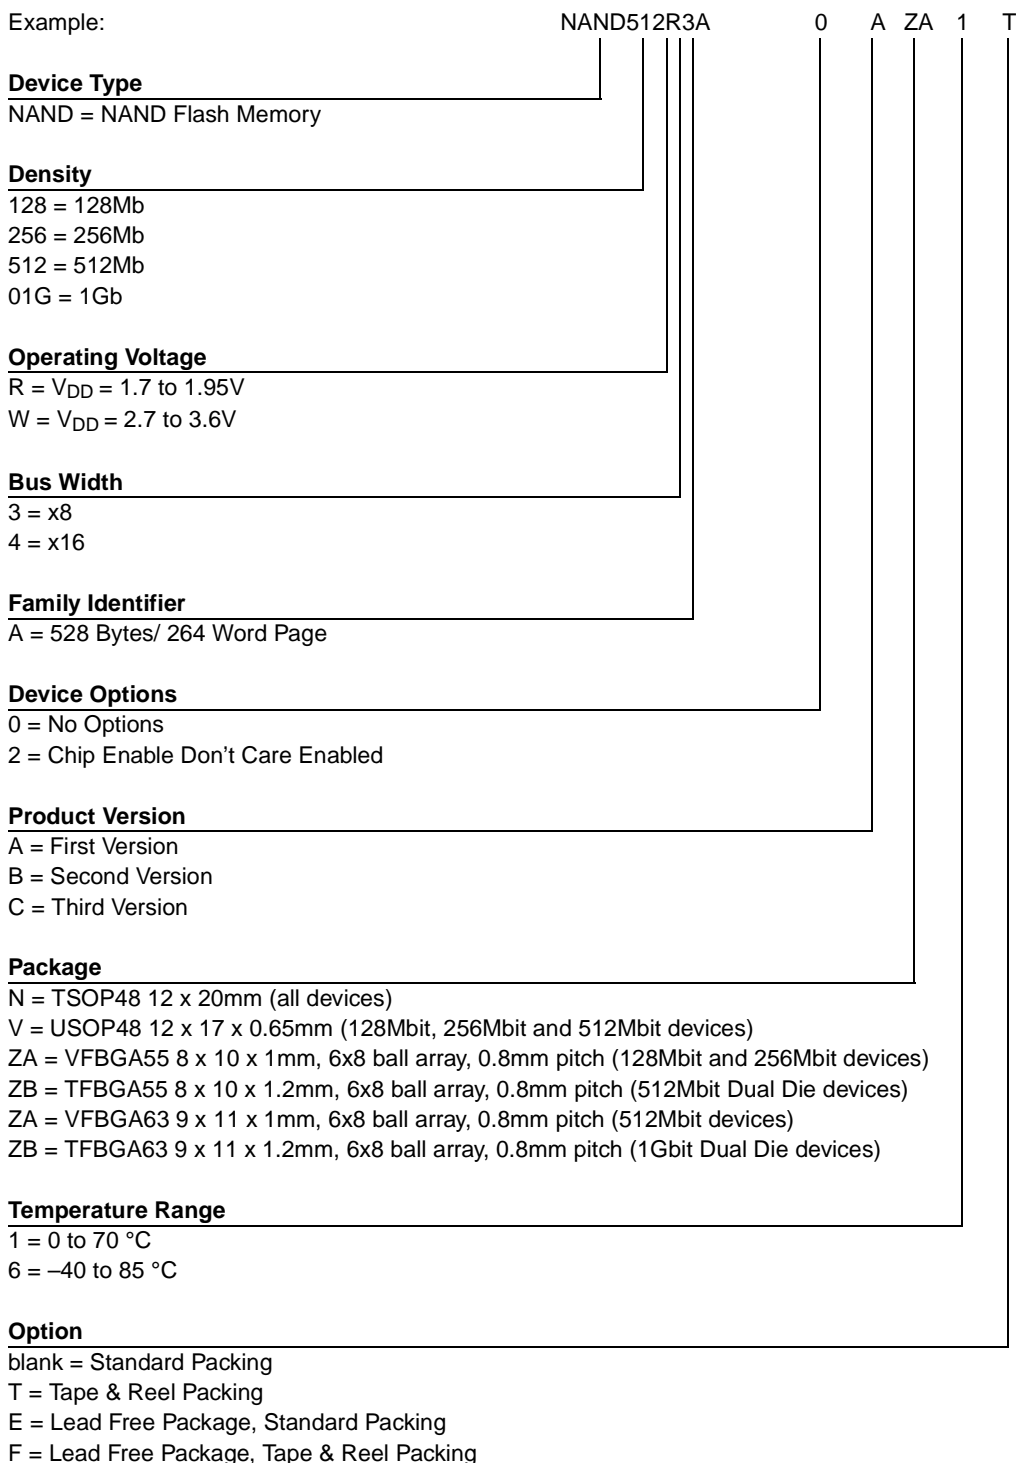 Example: NAND512R3A 0 A ZA 1 T
Device Type
NAND = NAND Flash Memory
Density
128 = 128Mb
256 = 256Mb
512 = 512Mb
01G = 1Gb
Operating Voltage
R = VDD = 1.7 to 1.95V
W = VDD = 2.7 to 3.6V
Bus Width
3 = x8
4 = x16
Family Identifier
A = 528 Bytes/ 264 Word Page
Device Options
0 = No Options
2 = Chip Enable Don’t Care Enabled
Product Version
A = First Version
B = Second Version
C = Third Version
Package
N = TSOP48 12 x 20mm (all devices)
V = USOP48 12 x 17 x 0.65mm (128Mbit, 256Mbit and 512Mbit devices)
ZA = VFBGA55 8 x 10 x 1mm, 6x8 ball array, 0.8mm pitch (128Mbit and 256Mbit devices)
ZB = TFBGA55 8 x 10 x 1.2mm, 6x8 ball array, 0.8mm pitch (512Mbit Dual Die devices)
ZA = VFBGA63 9 x 11 x 1mm, 6x8 ball array, 0.8mm pitch (512Mbit devices)
ZB = TFBGA63 9 x 11 x 1.2mm, 6x8 ball array, 0.8mm pitch (1Gbit Dual Die devices)
Temperature Range
1 = 0 to 70 °C
6 = –40 to 85 °C
Option
blank = Standard Packing
T = Tape & Reel Packing
E = Lead Free Package, Standard Packing
F = Lead Free Package, Tape & Reel Packing